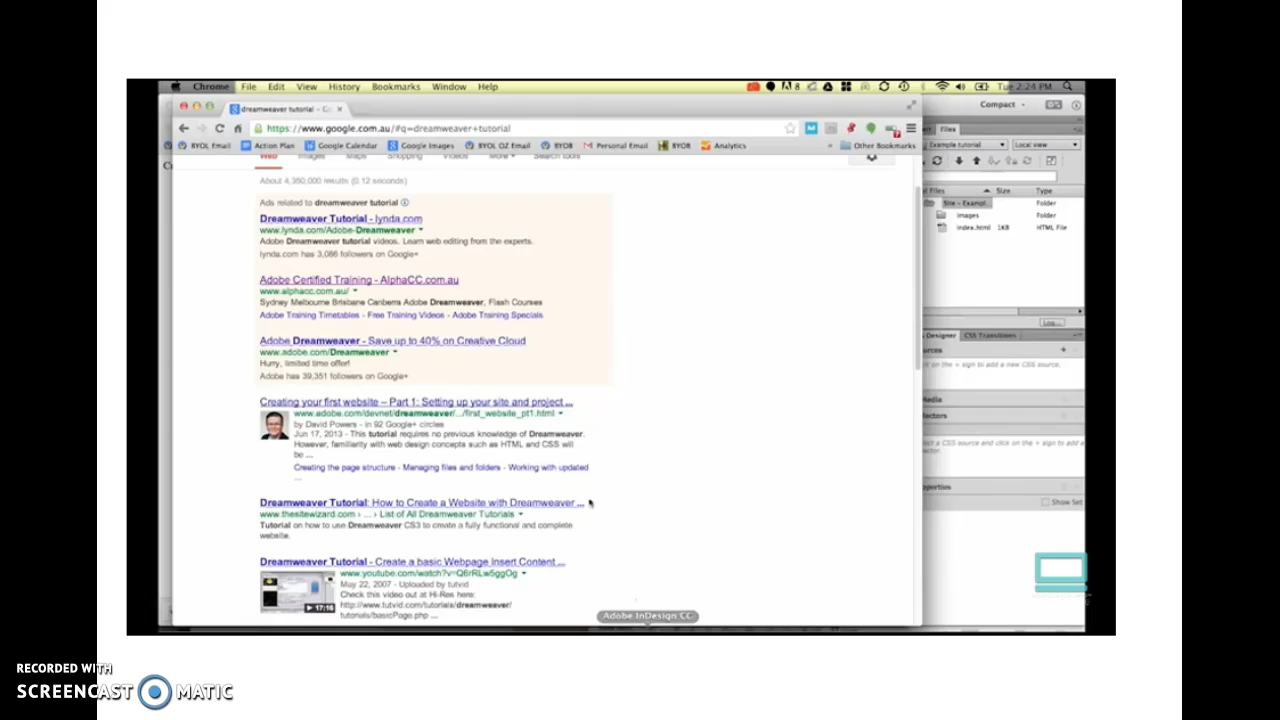 Chrome File Edit View History Bookmarks Window Help
8 Tue 2:24 PM
dreamweaver tutorial - Go
Compact
https://www.google.com.au/#q=dreamweaver+tutorial
Files
BYOL Email Action Plan Google Calendar Google Images BYOL OZ Email BYOB Personal Email BYOB Analytics » Other Bookmarks
Example tutorial Local view
Web Images Maps Shopping Videos More Search tools
About 4,350,000 results (0.12 seconds)
Files Size Type
Site - Exampl... Folder
images Folder
index.html 1KB HTML File
Ads related to dreamweaver tutorial
Dreamweaver Tutorial - lynda.com
www.lynda.com/Adobe-Dreamweaver
Adobe Dreamweaver tutorial videos. Learn web editing from the experts.
lynda.com has 3,086 followers on Google+
Adobe Certified Training - AlphaCC.com.au
www.alphacc.com.au/
Sydney Melbourne Brisbane Canberra Adobe Dreamweaver, Flash Courses
Adobe Training Timetables - Free Training Videos - Adobe Training Specials
Log...
Designer CSS Transitions
Adobe Dreamweaver - Save up to 40% on Creative Cloud
www.adobe.com/Dreamweaver
Hurry, limited time offer!
Adobe has 39,351 followers on Google+
ources
ck on the + sign to add a new CSS source.
Media
lectors
lect a CSS source and click on the + sign to add a
operties
Show Set
Creating your first website – Part 1: Setting up your site and project ...
www.adobe.com/devnet/dreamweaver/.../first_website_pt1.html
by David Powers - in 92 Google+ circles
Jun 17, 2013 - This tutorial requires no previous knowledge of Dreamweaver.
However, familiarity with web design concepts such as HTML and CSS will
be ...
Creating the page structure - Managing files and folders - Working with updated
...
Dreamweaver Tutorial: How to Create a Website with Dreamweaver ...
www.thesitewizard.com › ... › List of All Dreamweaver Tutorials
Tutorial on how to use Dreamweaver CS3 to create a fully functional and complete
website.
Dreamweaver Tutorial - Create a basic Webpage Insert Content ...
www.youtube.com/watch?v=Q6rRLw5ggOg
May 22, 2007 - Uploaded by tutvid
Check this video out at Hi-Res here:
http://www.tutvid.com/tutorials/dreamweaver/
tutorials/basicPage.php ...
17:16
Adobe InDesign CC
RECORDED WITH
SCREENCAST MATIC